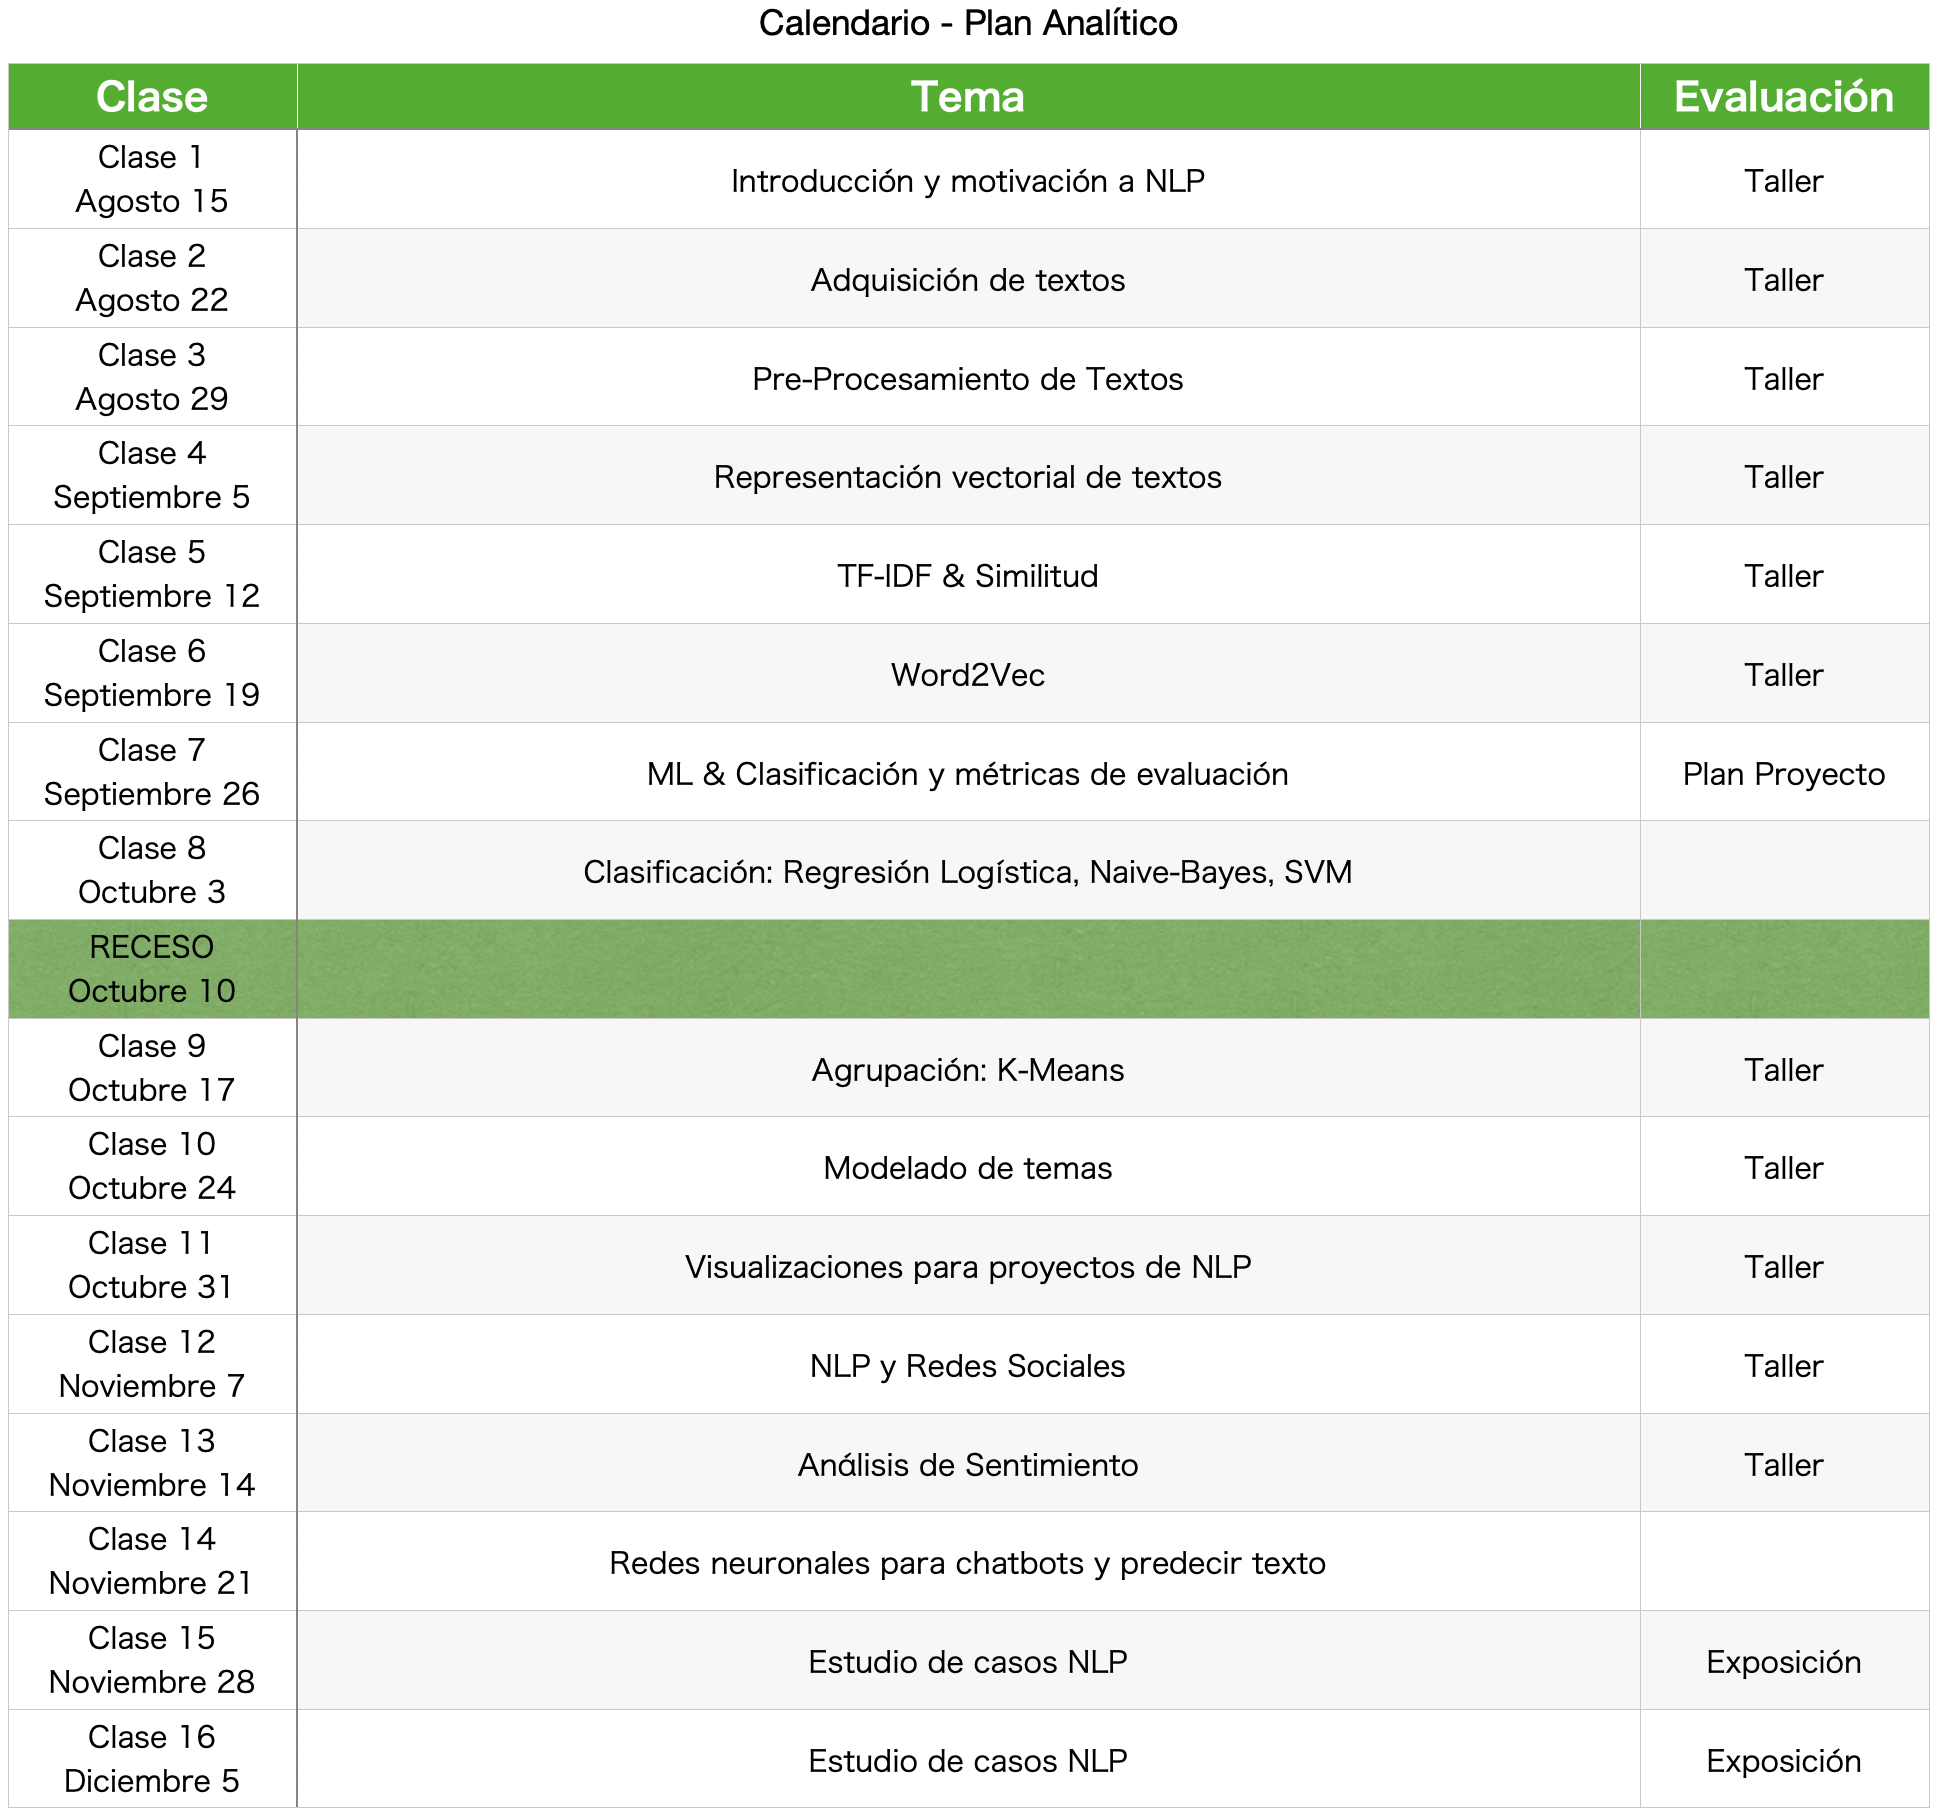 Calendario - Plan Analítico
Clase Tema Evaluación
Clase 1
Agosto 15
Introducción y motivación a NLP
Taller
Clase 2
Agosto 22
Adquisición de textos
Taller
Clase 3
Agosto 29
Pre-Procesamiento de Textos
Taller
Clase 4
Septiembre 5
Representación vectorial de textos
Taller
Clase 5
Septiembre 12
TF-IDF & Similitud
Taller
Clase 6
Septiembre 19
Word2Vec
Taller
Clase 7
Septiembre 26
ML & Clasificación y métricas de evaluación
Plan Proyecto
Clase 8
Octubre 3
Clasificación: Regresión Logística, Naive-Bayes, SVM
RECESO
Octubre 10
Clase 9
Octubre 17
Agrupación: K-Means
Taller
Clase 10
Octubre 24
Modelado de temas
Taller
Clase 11
Octubre 31
Visualizaciones para proyectos de NLP
Taller
Clase 12
Noviembre 7
NLP y Redes Sociales
Taller
Clase 13
Noviembre 14
Análisis de Sentimiento
Taller
Clase 14
Noviembre 21
Redes neuronales para chatbots y predecir texto
Clase 15
Noviembre 28
Estudio de casos NLP
Exposición
Clase 16
Diciembre 5
Estudio de casos NLP
Exposición